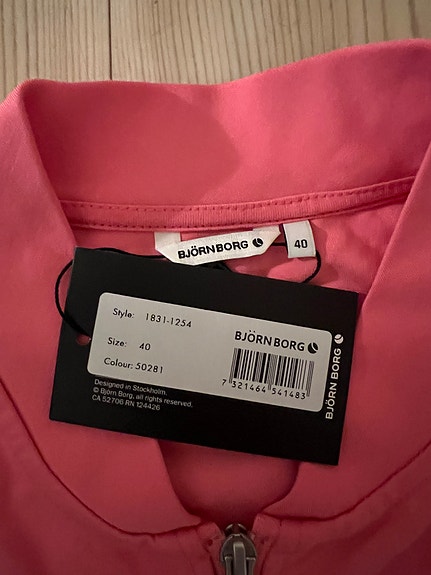 BJÖRN BORG
40
Style: 1831-1254
Size: 40
Colour: 50281
BJÖRN BORG
7 321464 541483
Designed in Stockholm.
© Björn Borg, all rights reserved.
CA 52706 RN 124426
BJÖRN BORG